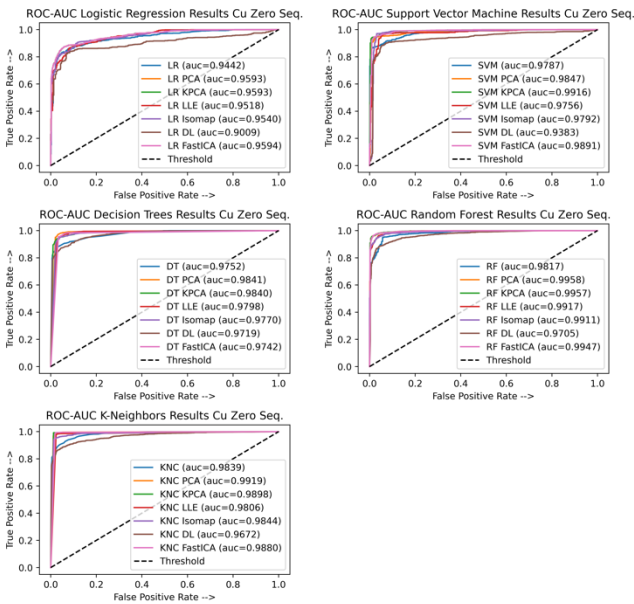 ROC-AUC Logistic Regression Results Cu Zero Seq.
True Positive Rate -->
1.0
0.8
0.6
0.4
0.2
0.0
LR (auc=0.9442)
LR PCA (auc=0.9593)
LR KPCA (auc=0.9593)
LR LLE (auc=0.9518)
LR Isomap (auc=0.9540)
LR DL (auc=0.9009)
LR FastICA (auc=0.9594)
Threshold
0.0 0.2 0.4 0.6 0.8 1.0
False Positive Rate -->
ROC-AUC Support Vector Machine Results Cu Zero Seq.
True Positive Rate -->
1.0
0.8
0.6
0.4
0.2
0.0
SVM (auc=0.9787)
SVM PCA (auc=0.9847)
SVM KPCA (auc=0.9916)
SVM LLE (auc=0.9756)
SVM Isomap (auc=0.9792)
SVM DL (auc=0.9383)
SVM FastICA (auc=0.9891)
Threshold
0.0 0.2 0.4 0.6 0.8 1.0
False Positive Rate -->
ROC-AUC Decision Trees Results Cu Zero Seq.
True Positive Rate -->
1.0
0.8
0.6
0.4
0.2
0.0
DT (auc=0.9752)
DT PCA (auc=0.9841)
DT KPCA (auc=0.9840)
DT LLE (auc=0.9798)
DT Isomap (auc=0.9770)
DT DL (auc=0.9719)
DT FastICA (auc=0.9742)
Threshold
0.0 0.2 0.4 0.6 0.8 1.0
False Positive Rate -->
ROC-AUC Random Forest Results Cu Zero Seq.
True Positive Rate -->
1.0
0.8
0.6
0.4
0.2
0.0
RF (auc=0.9817)
RF PCA (auc=0.9958)
RF KPCA (auc=0.9957)
RF LLE (auc=0.9917)
RF Isomap (auc=0.9911)
RF DL (auc=0.9705)
RF FastICA (auc=0.9947)
Threshold
0.0 0.2 0.4 0.6 0.8 1.0
False Positive Rate -->
ROC-AUC K-Neighbors Results Cu Zero Seq.
True Positive Rate -->
1.0
0.8
0.6
0.4
0.2
0.0
KNC (auc=0.9839)
KNC PCA (auc=0.9919)
KNC KPCA (auc=0.9898)
KNC LLE (auc=0.9806)
KNC Isomap (auc=0.9844)
KNC DL (auc=0.9672)
KNC FastICA (auc=0.9880)
Threshold
0.0 0.2 0.4 0.6 0.8 1.0
False Positive Rate -->